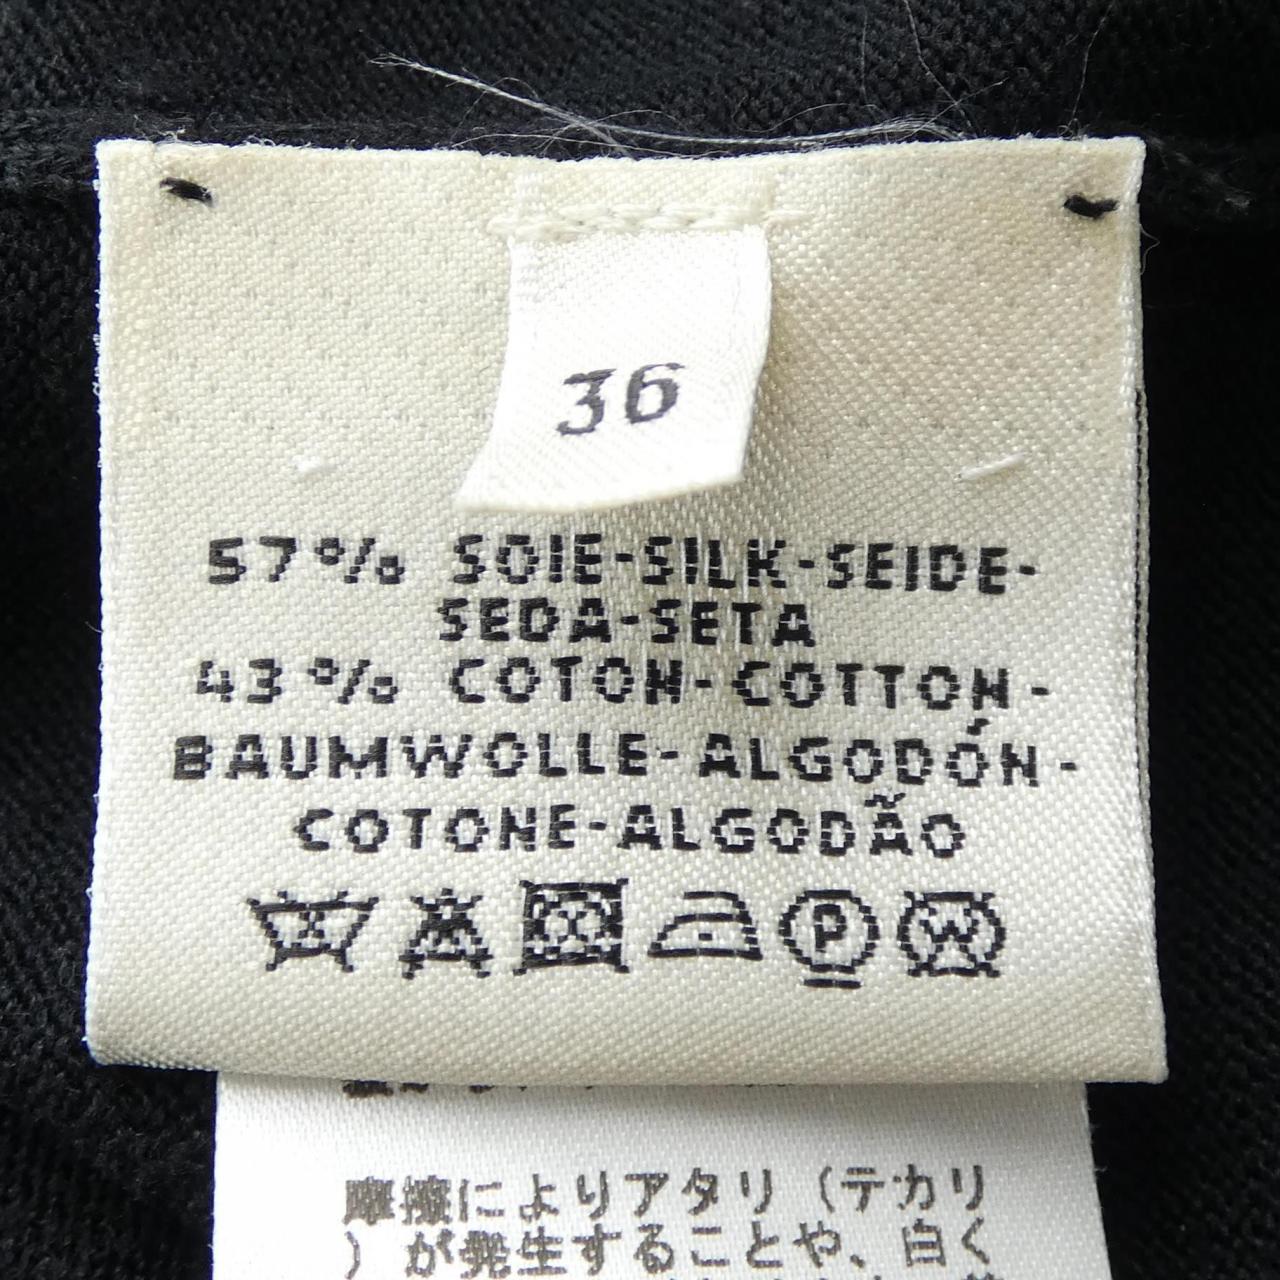 36
57% SOIE-SILK-SEIDE-
SEDA-SETA
43% COTON-COTTON-
BAUMWOLLE-ALGODÓN-
COTONE-ALGODÃO
P W
摩擦によりアタリ（テカリ
）が発生することや、白く